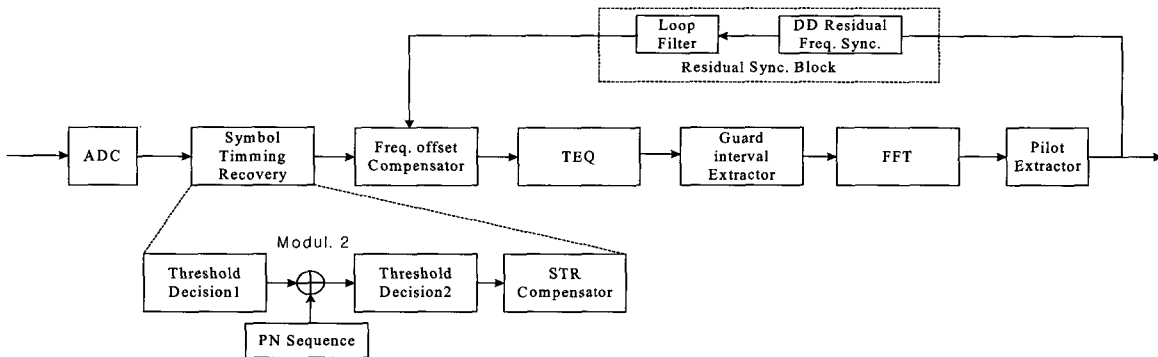 Loop
Filter
DD Residual
Freq. Sync.
Residual Sync. Block
ADC
Symbol
Timming
Recovery
Freq. offset
Compensator
TEQ
Guard
interval
Extractor
FFT
Pilot
Extractor
Modul. 2
Threshold
Decision1
Threshold
Decision2
STR
Compensator
PN Sequence